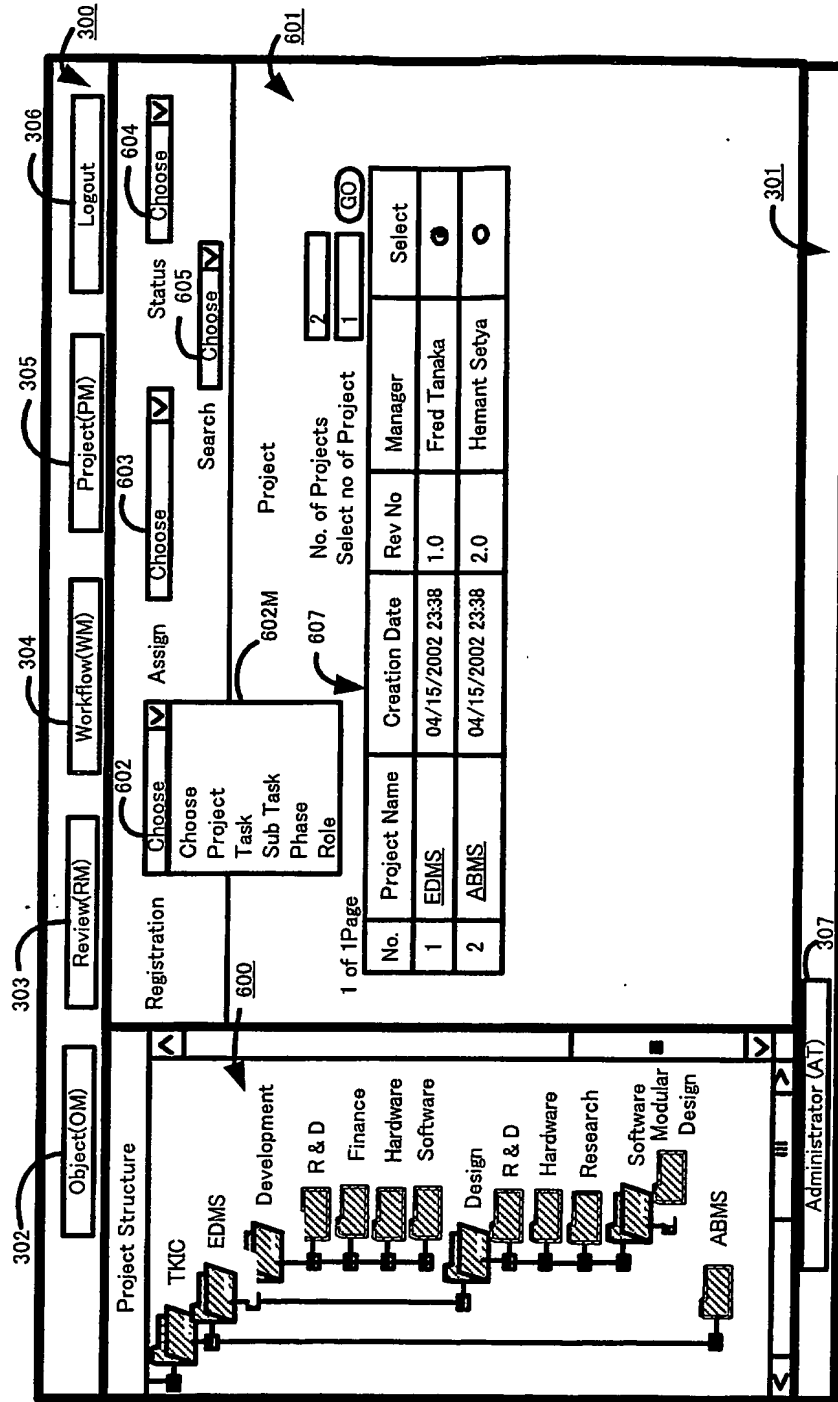 302 303 304 305 306 300
Object(OM) Review(RM) Workflow(WM) Project(PM) Logout
Project Structure
TKIC
EDMS
Development
R & D
Finance
Hardware
Software
Design
R & D
Hardware
Research
Software
Modular
Design
ABMS
600
602 603 604
Registration Choose Assign Choose Status Choose
605
Search Choose
601
Choose
Project
Task
Sub Task
Phase
Role
602M
Project
607
No. of Projects 2
1 of 1Page Select no of Project 1 GO
No. Project Name Creation Date Rev No Manager Select
1 EDMS 04/15/2002 23:38 1.0 Fred Tanaka
2 ABMS 04/15/2002 23:38 2.0 Hemant Setya
Administrator (AT)
307
301